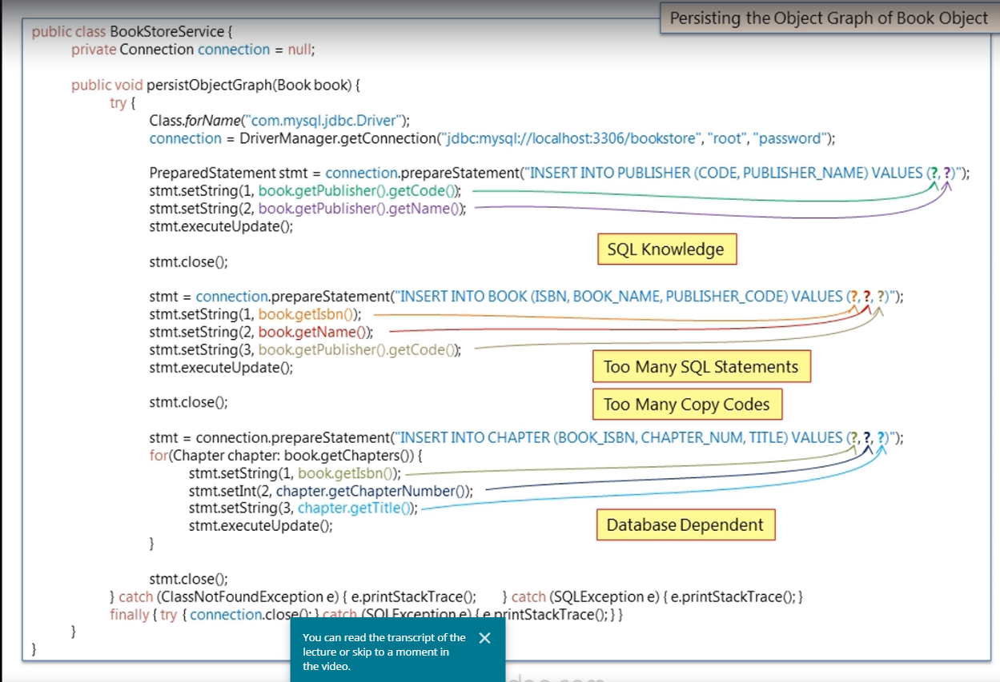 Persisting the Object Graph of Book Object
public class BookStoreService {
private Connection connection = null;
public void persistObjectGraph(Book book) {
try {
Class.forName("com.mysql.jdbc.Driver");
connection = DriverManager.getConnection("jdbc:mysql://localhost:3306/bookstore", "root", "password");
PreparedStatement stmt = connection.prepareStatement("INSERT INTO PUBLISHER (CODE, PUBLISHER_NAME) VALUES (?, ?)");
stmt.setString(1, book.getPublisher().getCode());
stmt.setString(2, book.getPublisher().getName());
stmt.executeUpdate();
SQL Knowledge
stmt.close();
stmt = connection.prepareStatement("INSERT INTO BOOK (ISBN, BOOK_NAME, PUBLISHER_CODE) VALUES (?, ?, ?)");
stmt.setString(1, book.getIsbn());
stmt.setString(2, book.getName());
stmt.setString(3, book.getPublisher().getCode());
stmt.executeUpdate();
Too Many SQL Statements
stmt.close();
Too Many Copy Codes
stmt = connection.prepareStatement("INSERT INTO CHAPTER (BOOK_ISBN, CHAPTER_NUM, TITLE) VALUES (?, ?, ?)");
for(Chapter chapter: book.getChapters()) {
stmt.setString(1, book.getIsbn());
stmt.setInt(2, chapter.getChapterNumber());
stmt.setString(3, chapter.getTitle());
stmt.executeUpdate();
Database Dependent
}
stmt.close();
} catch (ClassNotFoundException e) { e.printStackTrace(); } catch (SQLException e) { e.printStackTrace(); }
finally { try { connection.close(); } catch (SQLException e) { e.printStackTrace(); } }
}
}
You can read the transcript of the
lecture or skip to a moment in
the video.